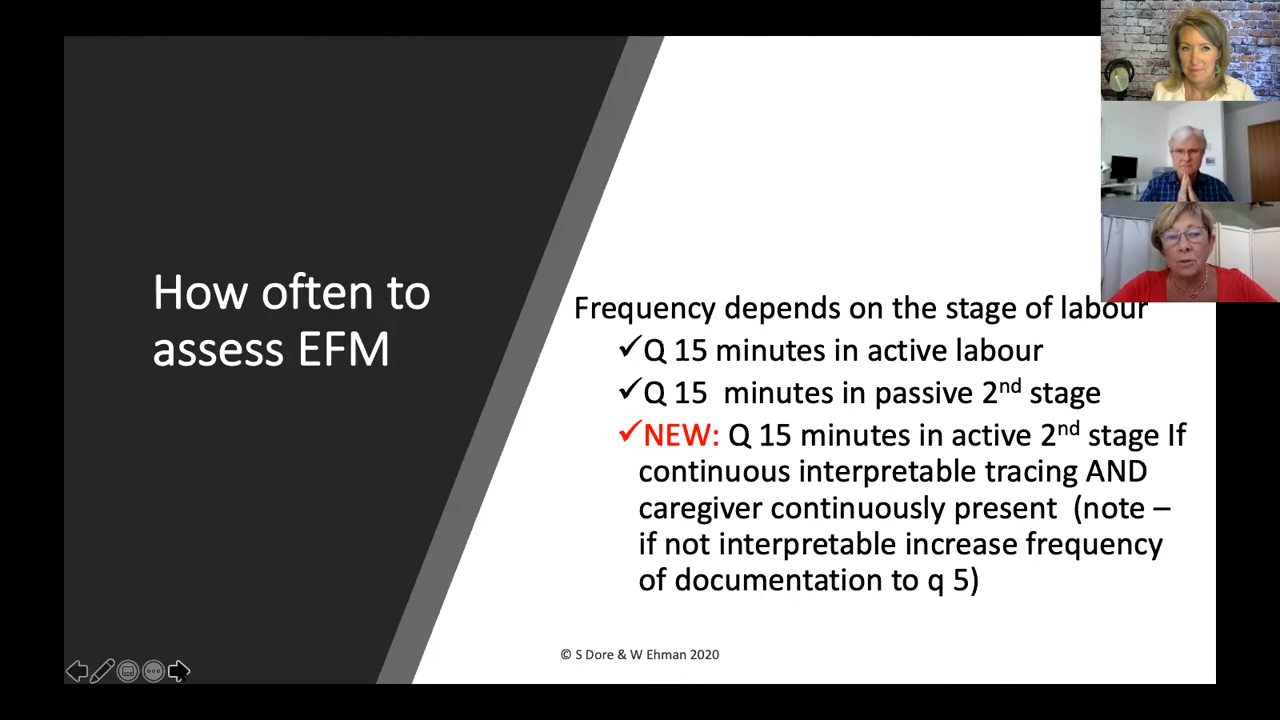 How often to
assess EFM
Frequency depends on the stage of labour
✓Q 15 minutes in active labour
✓Q 15 minutes in passive 2nd stage
✓NEW: Q 15 minutes in active 2nd stage If
continuous interpretable tracing AND
caregiver continuously present (note –
if not interpretable increase frequency
of documentation to q 5)
© S Dore & W Ehman 2020